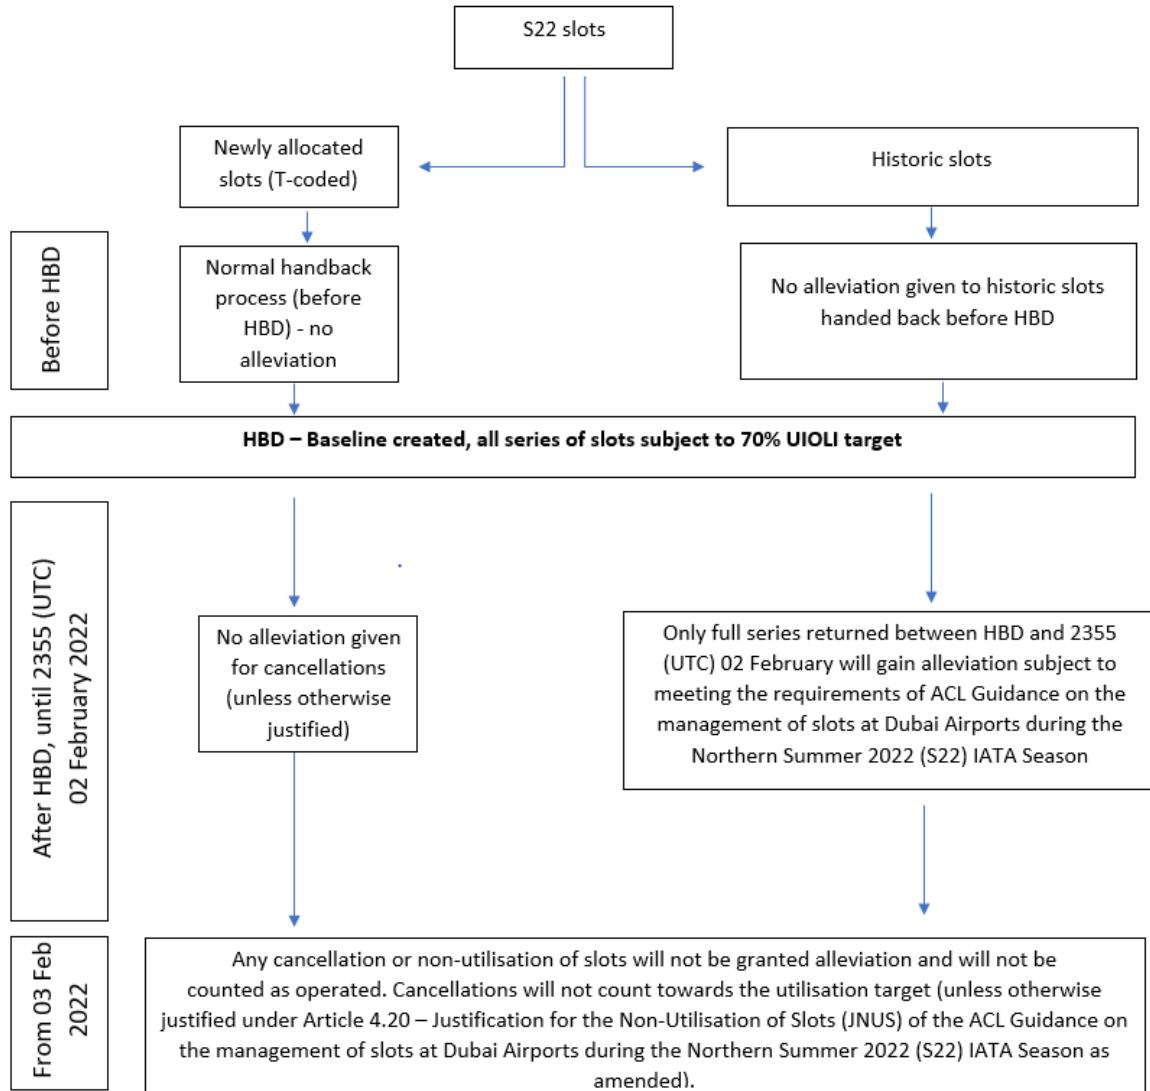 S22 slots
Newly allocated
slots (T-coded)
Historic slots
Before HBD
Normal handback
process (before
HBD) - no
alleviation
No alleviation given to historic slots
handed back before HBD
HBD – Baseline created, all series of slots subject to 70% UIOLI target
After HBD, until 2355 (UTC)
02 February 2022
No alleviation given
for cancellations
(unless otherwise
justified)
Only full series returned between HBD and 2355
(UTC) 02 February will gain alleviation subject to
meeting the requirements of ACL Guidance on the
management of slots at Dubai Airports during the
Northern Summer 2022 (S22) IATA Season
From 03 Feb
2022
Any cancellation or non-utilisation of slots will not be granted alleviation and will not be
counted as operated. Cancellations will not count towards the utilisation target (unless otherwise
justified under Article 4.20 – Justification for the Non-Utilisation of Slots (JNUS) of the ACL Guidance on
the management of slots at Dubai Airports during the Northern Summer 2022 (S22) IATA Season as
amended).